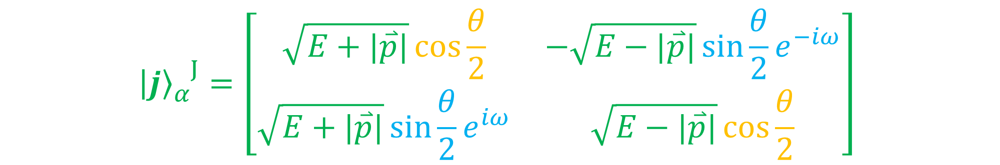 |𝒋⟩_α^J = [ √(E + |p⃗|) cos θ/2    −√(E − |p⃗|) sin θ/2 e^{−iω}
√(E + |p⃗|) sin θ/2 e^{iω}    √(E − |p⃗|) cos θ/2 ]